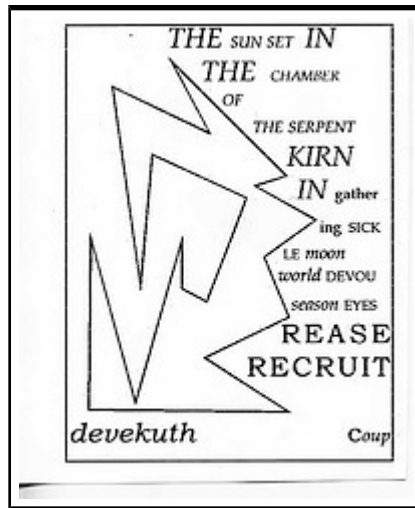 THE SUN SET IN
THE CHAMBER
OF
THE SERPENT
KIRN
IN gather
ing SICK
LE moon
world DEVOU
season EYES
REASE
RECRUIT
devekuth Coup